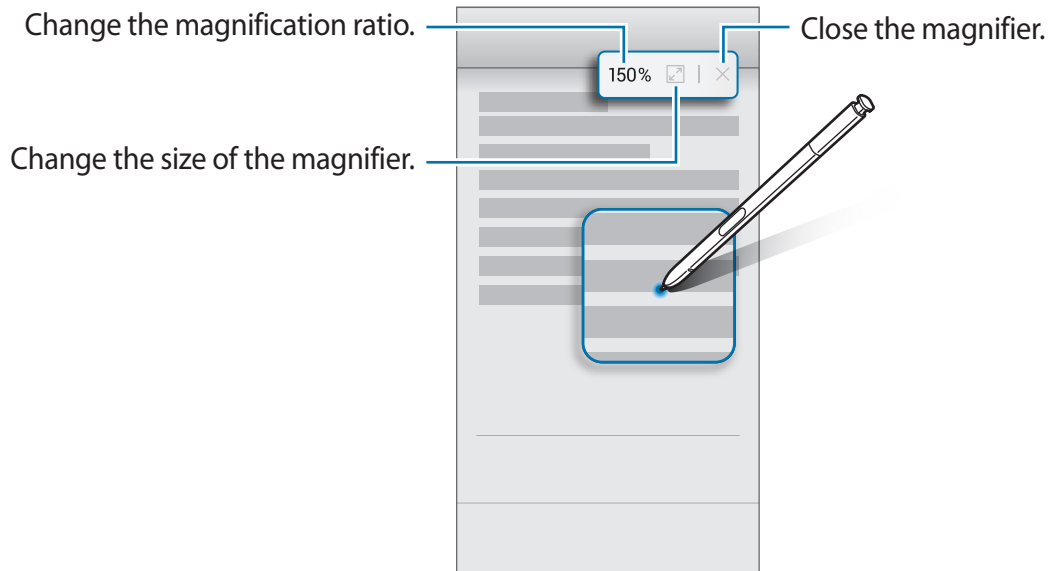 Change the magnification ratio.
Close the magnifier.
150%
Change the size of the magnifier.